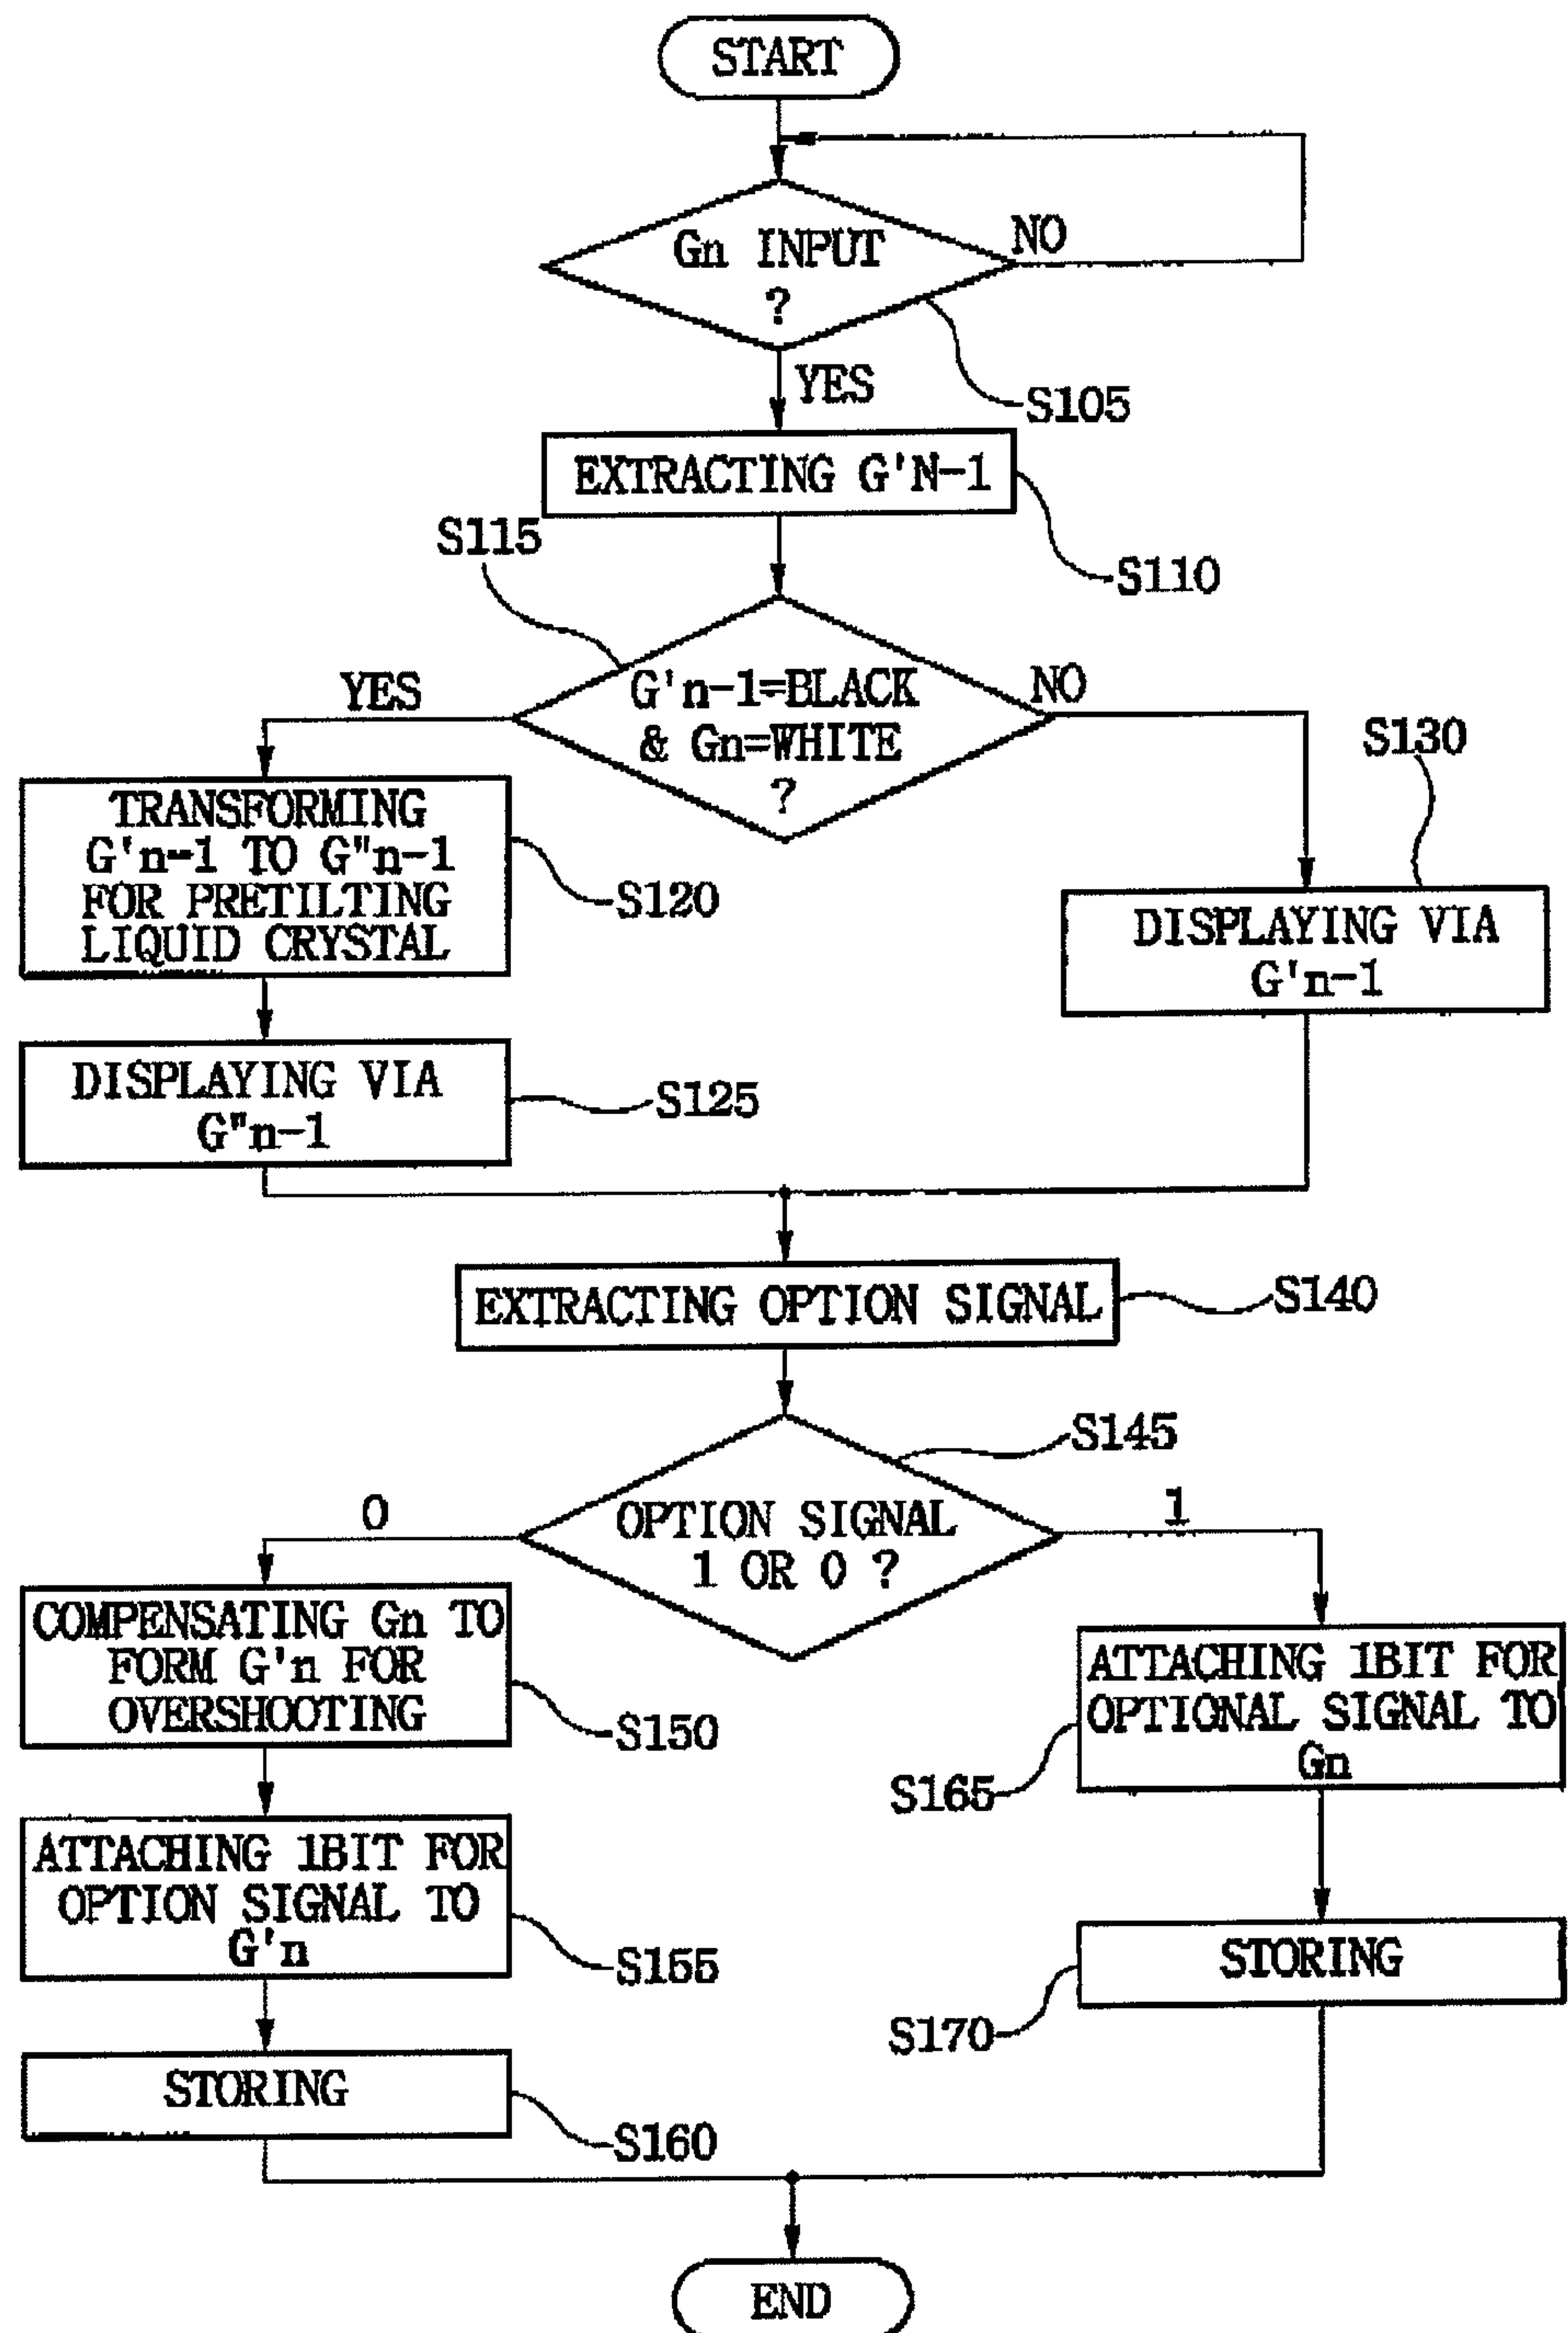 START
Gn INPUT
?
NO
YES
S105
EXTRACTING G'N-1
S110
S115
G'n-1=BLACK
& Gn=WHITE
?
YES
NO
TRANSFORMING
G'n-1 TO G"n-1
FOR PRETILTING
LIQUID CRYSTAL
S120
S130
DISPLAYING VIA
G'n-1
DISPLAYING VIA
G"n-1
S125
EXTRACTING OPTION SIGNAL
S140
S145
OPTION SIGNAL
1 OR 0 ?
0
1
COMPENSATING Gn TO
FORM G'n FOR
OVERSHOOTING
S150
ATTACHING 1BIT FOR
OPTIONAL SIGNAL TO
Gn
S165
ATTACHING 1BIT FOR
OPTION SIGNAL TO
G'n
S155
STORING
S170
STORING
S160
END